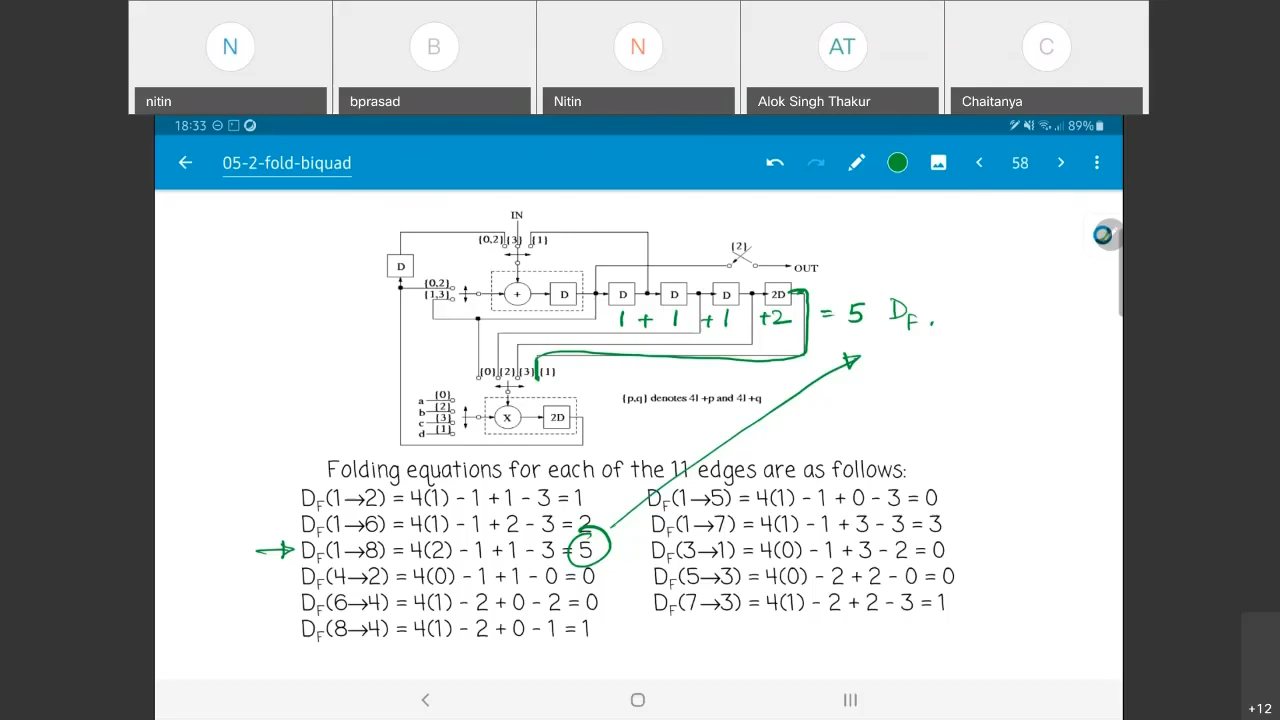 N B N AT C
nitin bprasad Nitin Alok Singh Thakur Chaitanya
18:33 89%
05-2-fold-biquad 58
IN
{0,2} {3} {1}
{2}
OUT
D
{0,2}
{1,3}
+ D D D D 2D
1 + 1 + 1 + 2 = 5 D_F .
{0} {2} {3} {1}
{p,q} denotes 4l +p and 4l +q
a {0}
b {2}
c {3}
d {1}
X 2D
Folding equations for each of the 11 edges are as follows:
D_F(1→2) = 4(1) - 1 + 1 - 3 = 1 D_F(1→5) = 4(1) - 1 + 0 - 3 = 0
D_F(1→6) = 4(1) - 1 + 2 - 3 = 2 D_F(1→7) = 4(1) - 1 + 3 - 3 = 3
→ D_F(1→8) = 4(2) - 1 + 1 - 3 = 5 D_F(3→1) = 4(0) - 1 + 3 - 2 = 0
D_F(4→2) = 4(0) - 1 + 1 - 0 = 0 D_F(5→3) = 4(0) - 2 + 2 - 0 = 0
D_F(6→4) = 4(1) - 2 + 0 - 2 = 0 D_F(7→3) = 4(1) - 2 + 2 - 3 = 1
D_F(8→4) = 4(1) - 2 + 0 - 1 = 1
+12